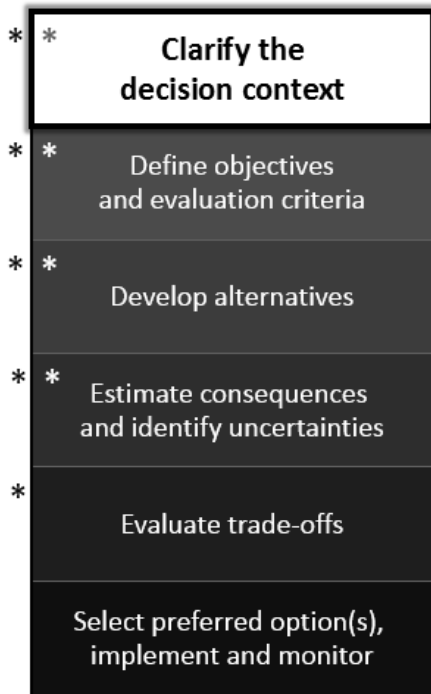 * * Clarify the
decision context
* * Define objectives
and evaluation criteria
* * Develop alternatives
* * Estimate consequences
and identify uncertainties
* Evaluate trade-offs
Select preferred option(s),
implement and monitor